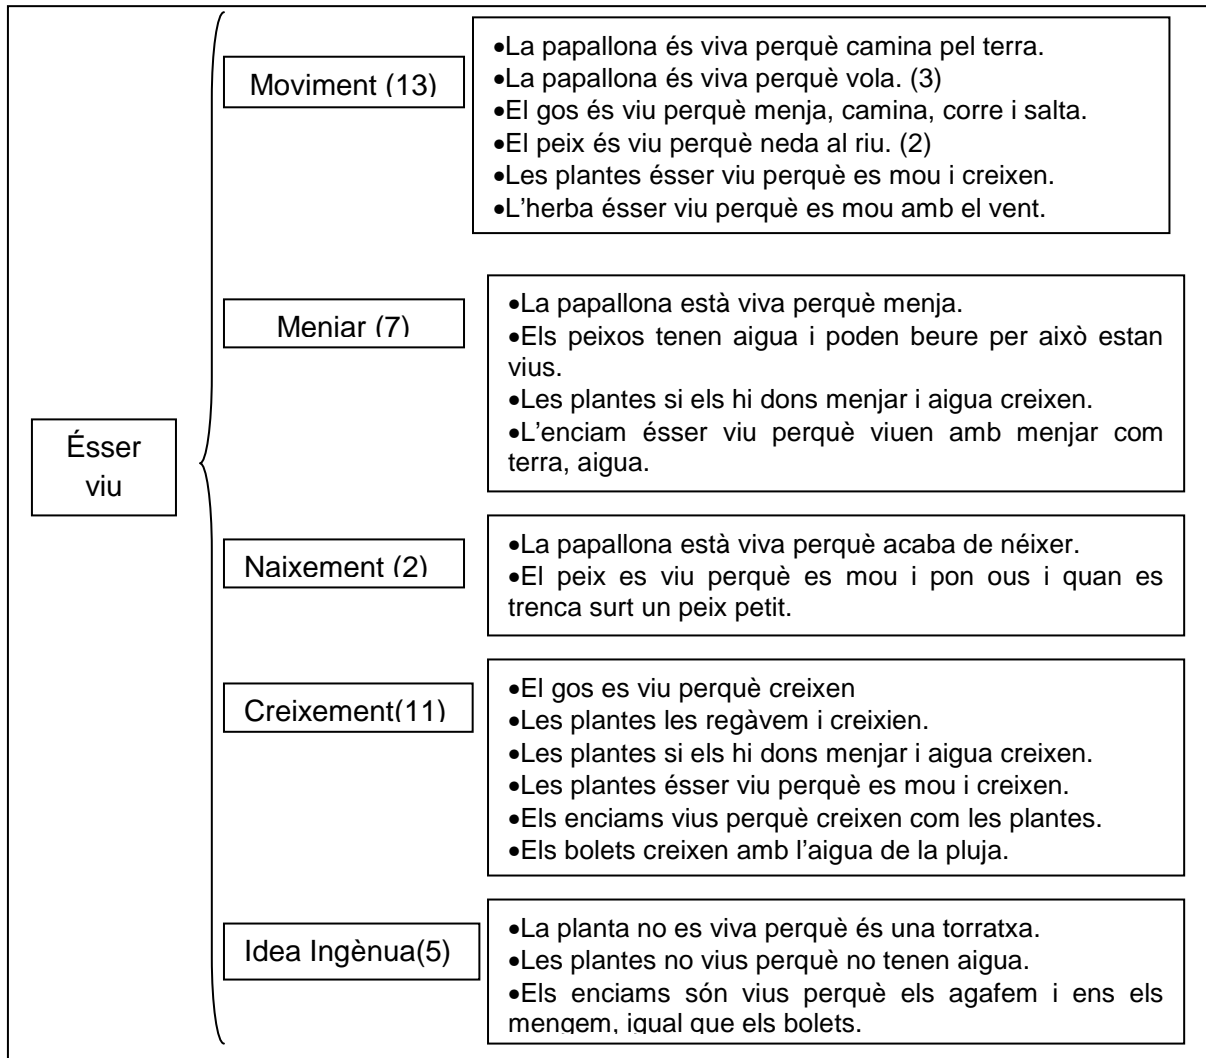 Ésser
viu
Moviment (13)
•La papallona és viva perquè camina pel terra.
•La papallona és viva perquè vola. (3)
•El gos és viu perquè menja, camina, corre i salta.
•El peix és viu perquè neda al riu. (2)
•Les plantes ésser viu perquè es mou i creixen.
•L’herba ésser viu perquè es mou amb el vent.
Menjar (7)
•La papallona està viva perquè menja.
•Els peixos tenen aigua i poden beure per això estan
vius.
•Les plantes si els hi dons menjar i aigua creixen.
•L’enciam ésser viu perquè viuen amb menjar com
terra, aigua.
Naixement (2)
•La papallona està viva perquè acaba de néixer.
•El peix es viu perquè es mou i pon ous i quan es
trenca surt un peix petit.
Creixement(11)
•El gos es viu perquè creixen
•Les plantes les regàvem i creixien.
•Les plantes si els hi dons menjar i aigua creixen.
•Les plantes ésser viu perquè es mou i creixen.
•Els enciams vius perquè creixen com les plantes.
•Els bolets creixen amb l’aigua de la pluja.
Idea Ingènua(5)
•La planta no es viva perquè és una torratxa.
•Les plantes no vius perquè no tenen aigua.
•Els enciams són vius perquè els agafem i ens els
mengem, igual que els bolets.